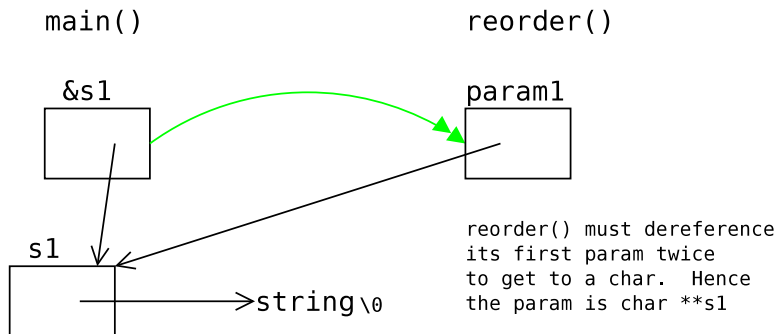 main()
reorder()
&s1
param1
reorder() must dereference
its first param twice
to get to a char.  Hence
the param is char **s1
s1
string\0